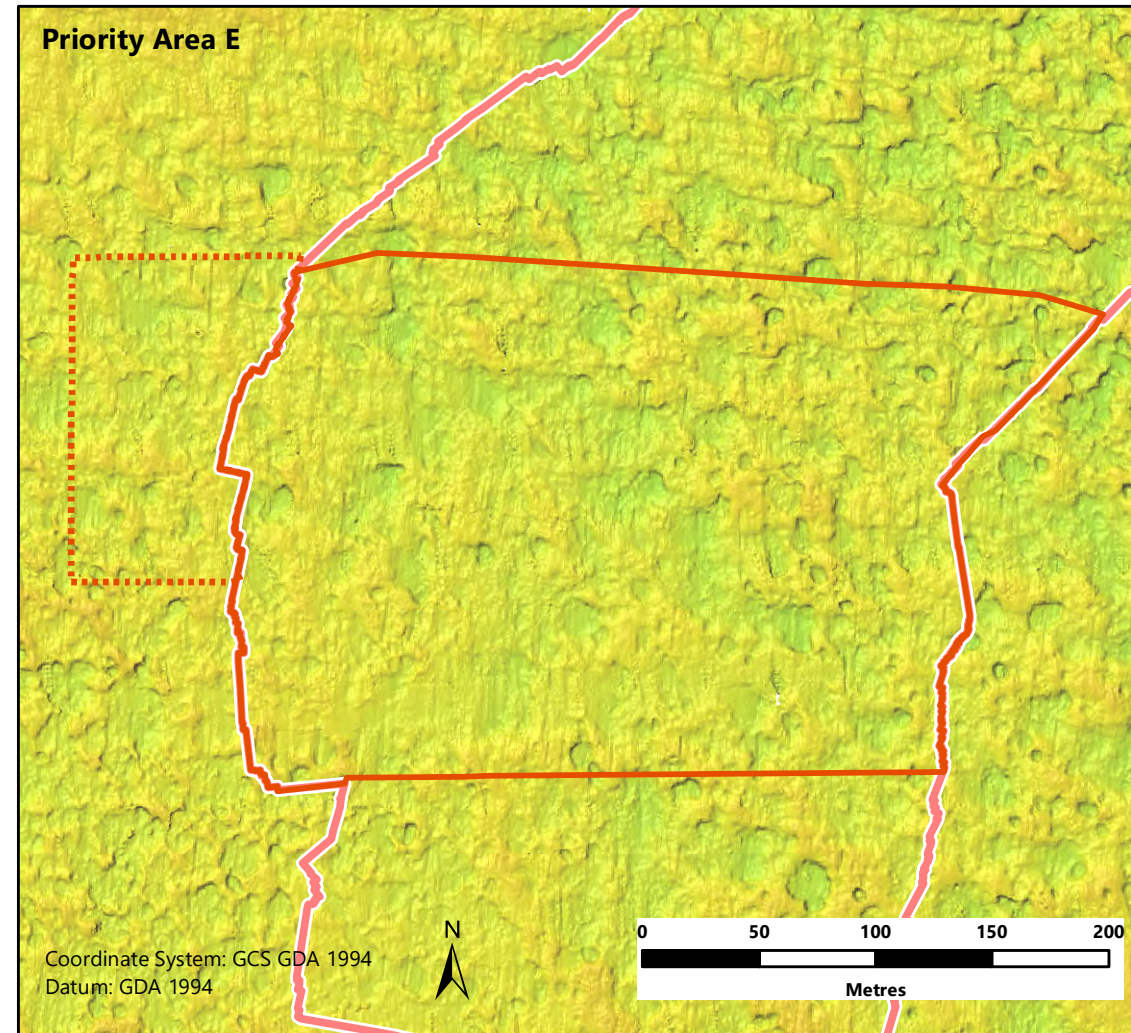 Priority Area E
N
0 50 100 150 200
Metres
Coordinate System: GCS GDA 1994
Datum: GDA 1994